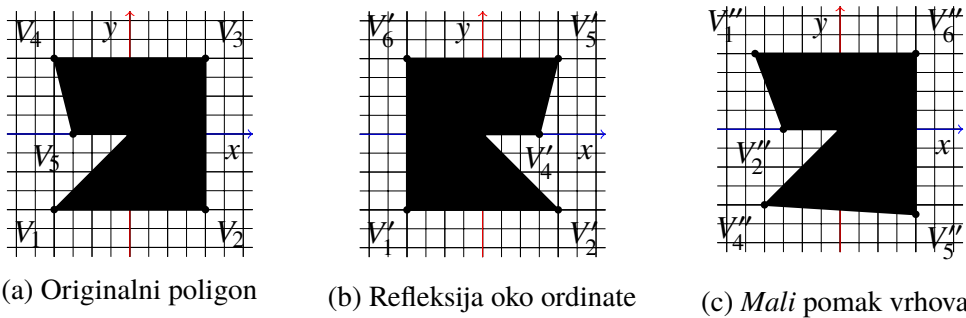 V₄ y V₃
x
V₅
V₁ V₂
(a) Originalni poligon
V₆′ y V₅′
x
V₄′
V₁′ V₂′
(b) Refleksija oko ordinate
V₁″ y V₆″
x
V₂″
V₄″ V₅″
(c) Mali pomak vrhova